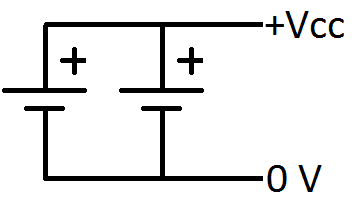 +Vcc
+ +
0 V